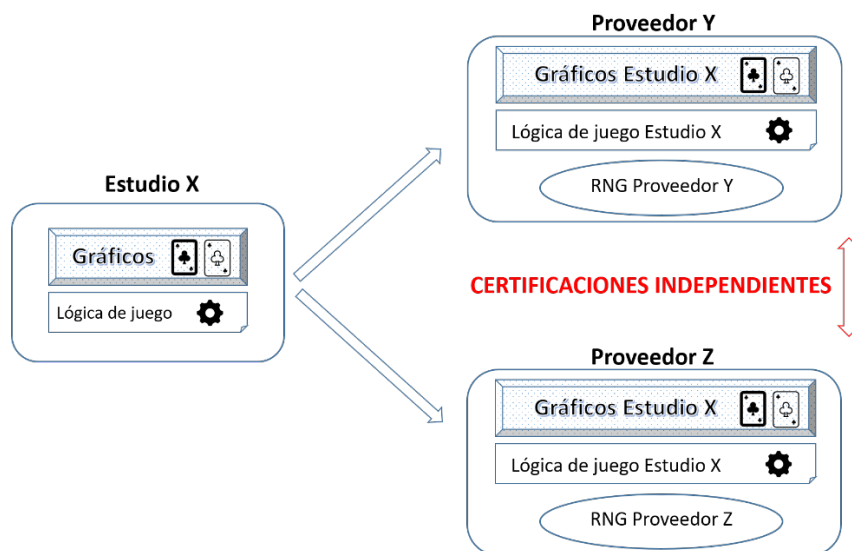 Estudio X
Gráficos
Lógica de juego
Proveedor Y
Gráficos Estudio X
Lógica de juego Estudio X
RNG Proveedor Y
CERTIFICACIONES INDEPENDIENTES
Proveedor Z
Gráficos Estudio X
Lógica de juego Estudio X
RNG Proveedor Z